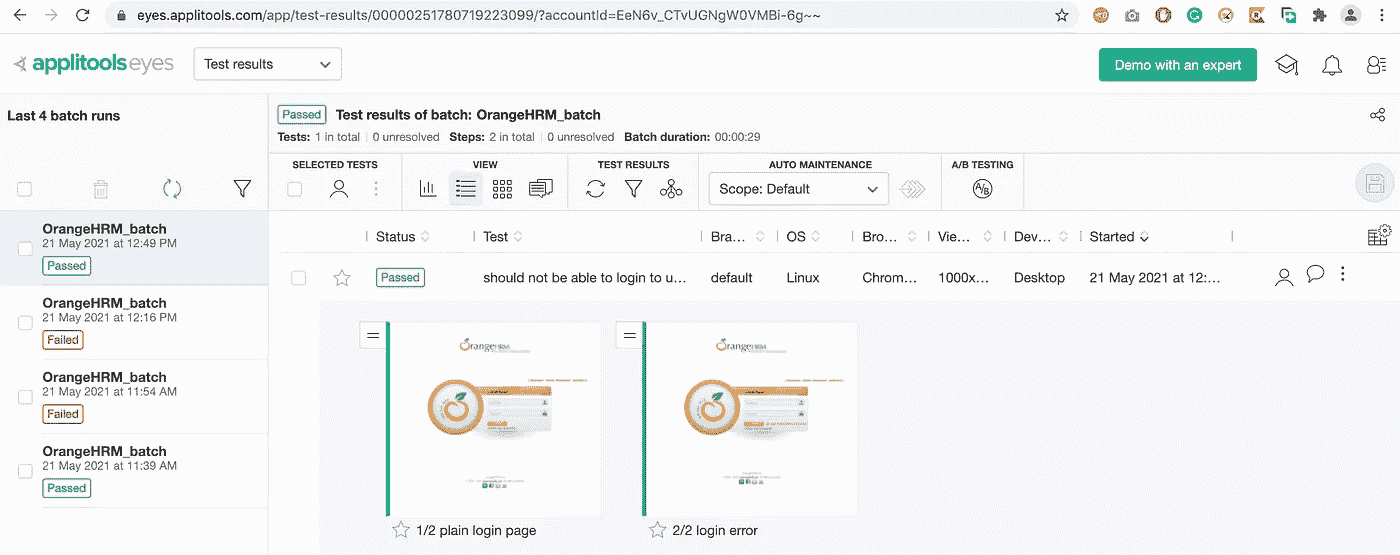 eyes.applitools.com/app/test-results/00000251780719223099/?accountId=EeN6v_CTvUGNgW0VMBi-6g~~
applitools eyes
Test results
Demo with an expert
Last 4 batch runs
Passed Test results of batch: OrangeHRM_batch
Tests: 1 in total | 0 unresolved Steps: 2 in total | 0 unresolved Batch duration: 00:00:29
SELECTED TESTS VIEW TEST RESULTS AUTO MAINTENANCE A/B TESTING
Scope: Default
A/B
OrangeHRM_batch
21 May 2021 at 12:49 PM
Passed
OrangeHRM_batch
21 May 2021 at 12:16 PM
Failed
OrangeHRM_batch
21 May 2021 at 11:54 AM
Failed
OrangeHRM_batch
21 May 2021 at 11:39 AM
Passed
Status Test Bra... OS Bro... Vie... Dev... Started
Passed should not be able to login to u... default Linux Chrom... 1000x... Desktop 21 May 2021 at 12:...
OrangeHRM
OrangeHRM
1/2 plain login page
2/2 login error